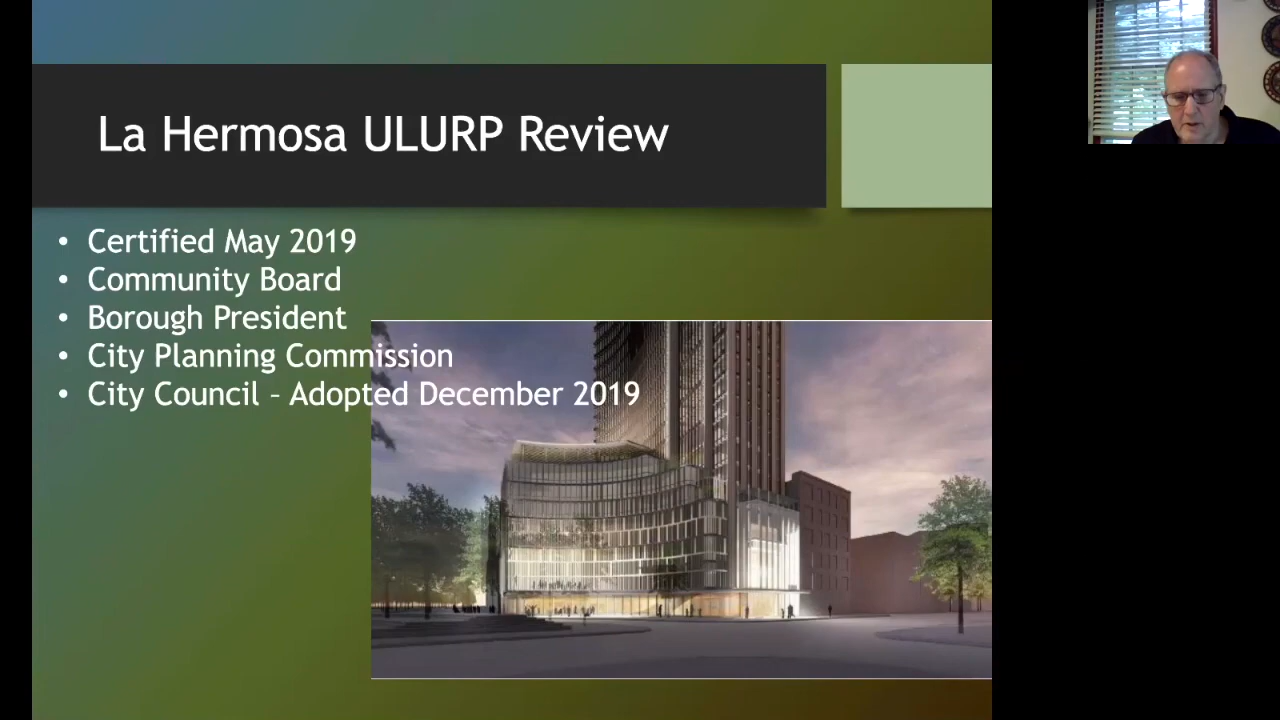 La Hermosa ULURP Review
• Certified May 2019
• Community Board
• Borough President
• City Planning Commission
• City Council – Adopted December 2019